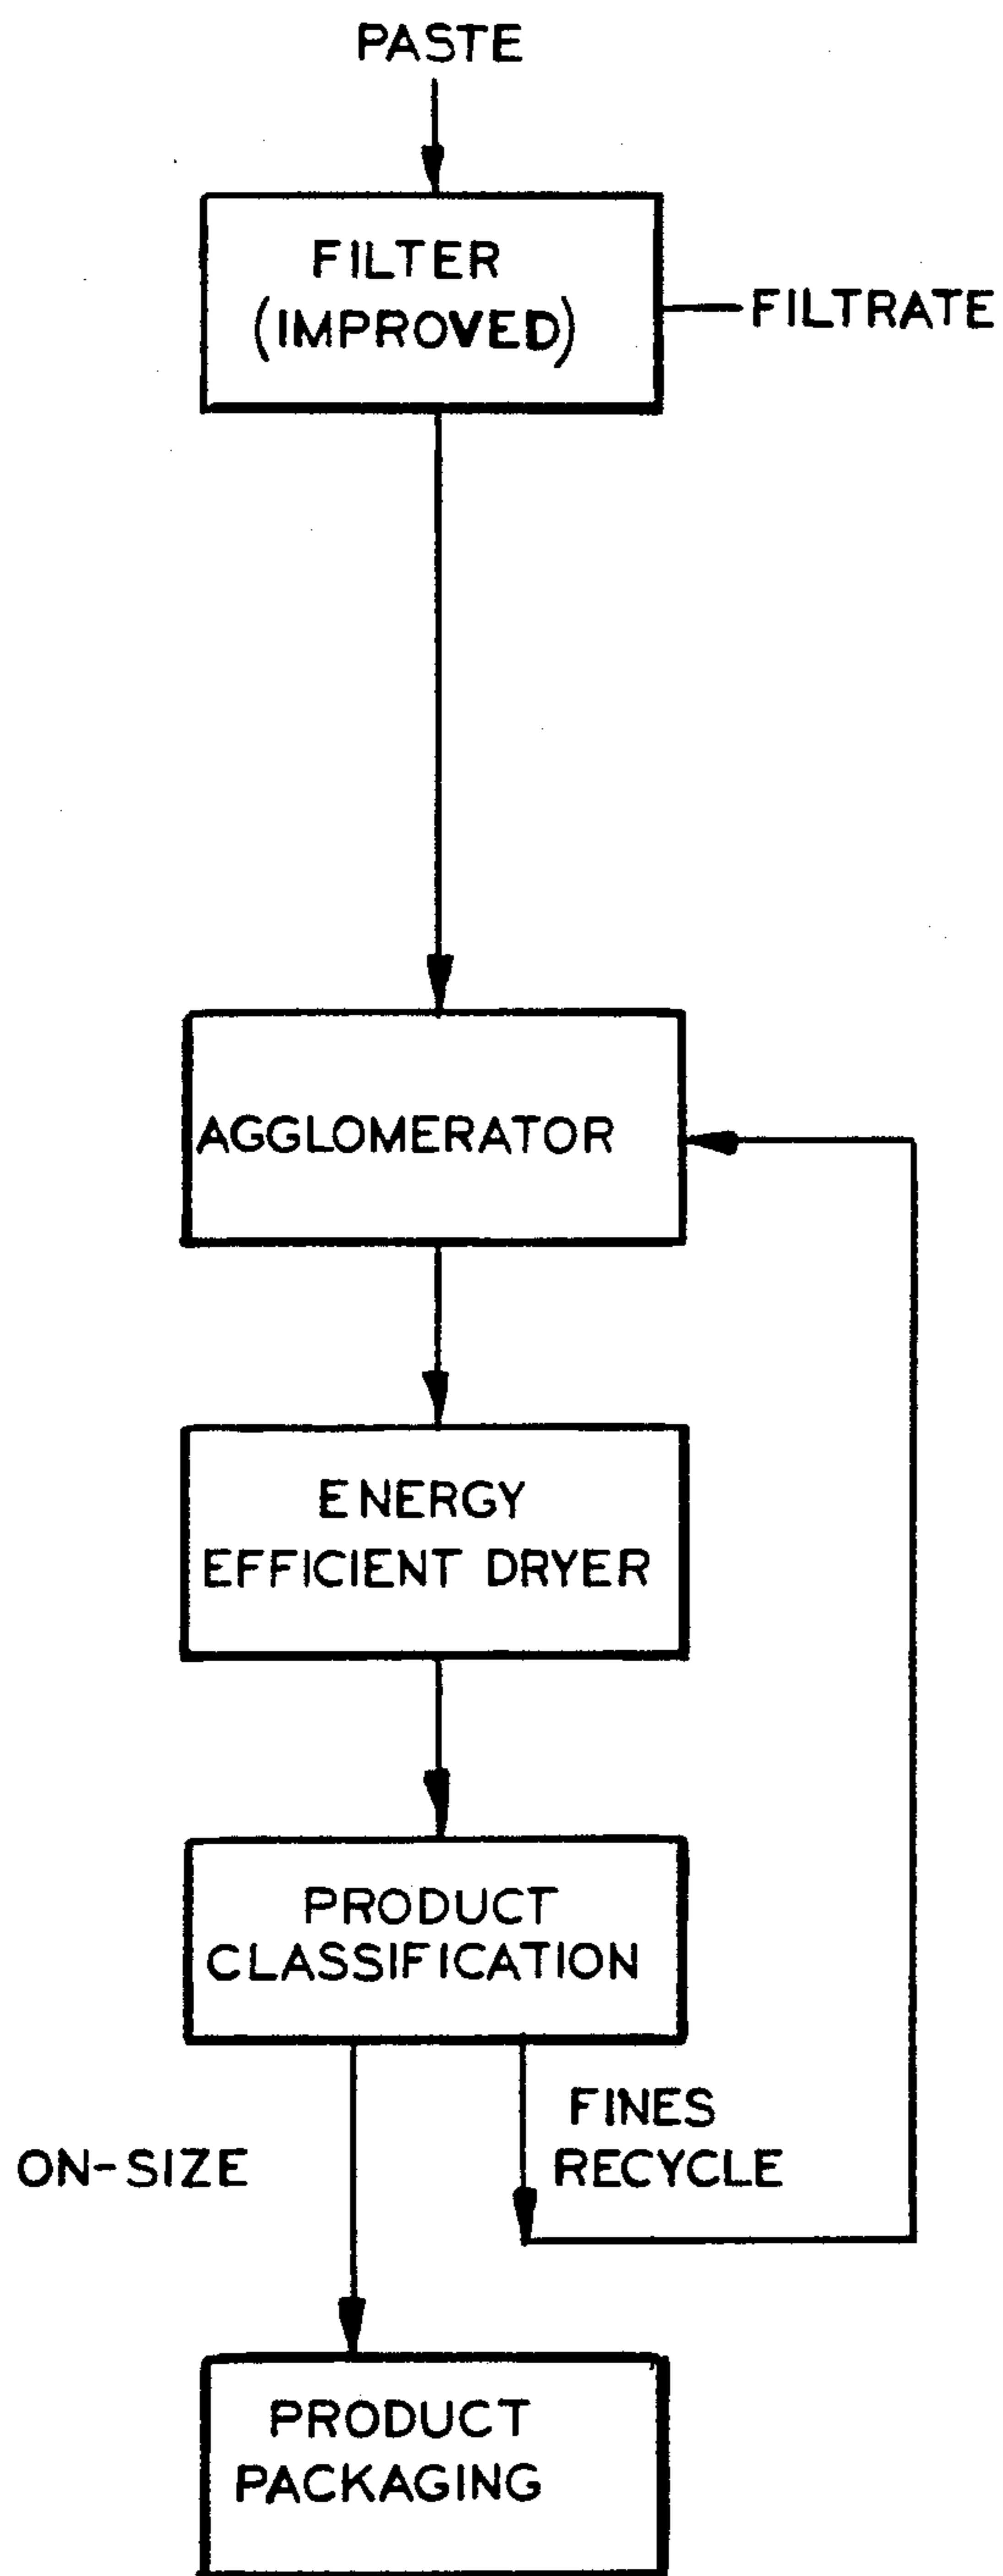 PASTE
FILTER
(IMPROVED)
FILTRATE
AGGLOMERATOR
ENERGY
EFFICIENT DRYER
PRODUCT
CLASSIFICATION
FINES
ON-SIZE
RECYCLE
PRODUCT
PACKAGING